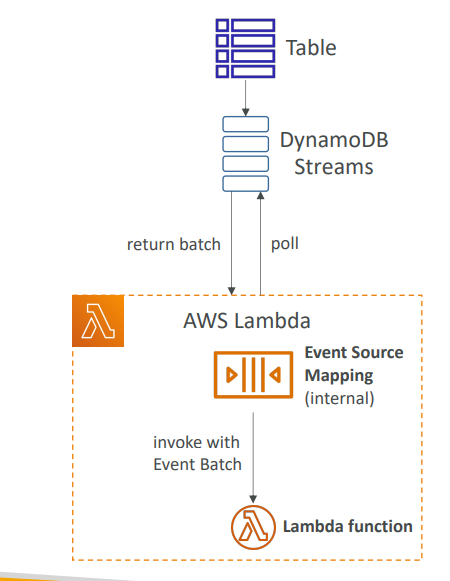 Table
DynamoDB
Streams
return batch
poll
AWS Lambda
Event Source
Mapping
(internal)
invoke with
Event Batch
Lambda function